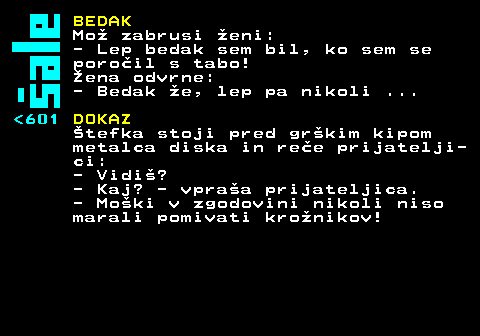 šale
BEDAK
Mož zabrusi ženi:
- Lep bedak sem bil, ko sem se
poročil s tabo!
Žena odvrne:
- Bedak že, lep pa nikoli ...
<601 DOKAZ
Štefka stoji pred grškim kipom
metalca diska in reče prijatelji-
ci:
- Vidiš?
- Kaj? - vpraša prijateljica.
- Moški v zgodovini nikoli niso
marali pomivati krožnikov!